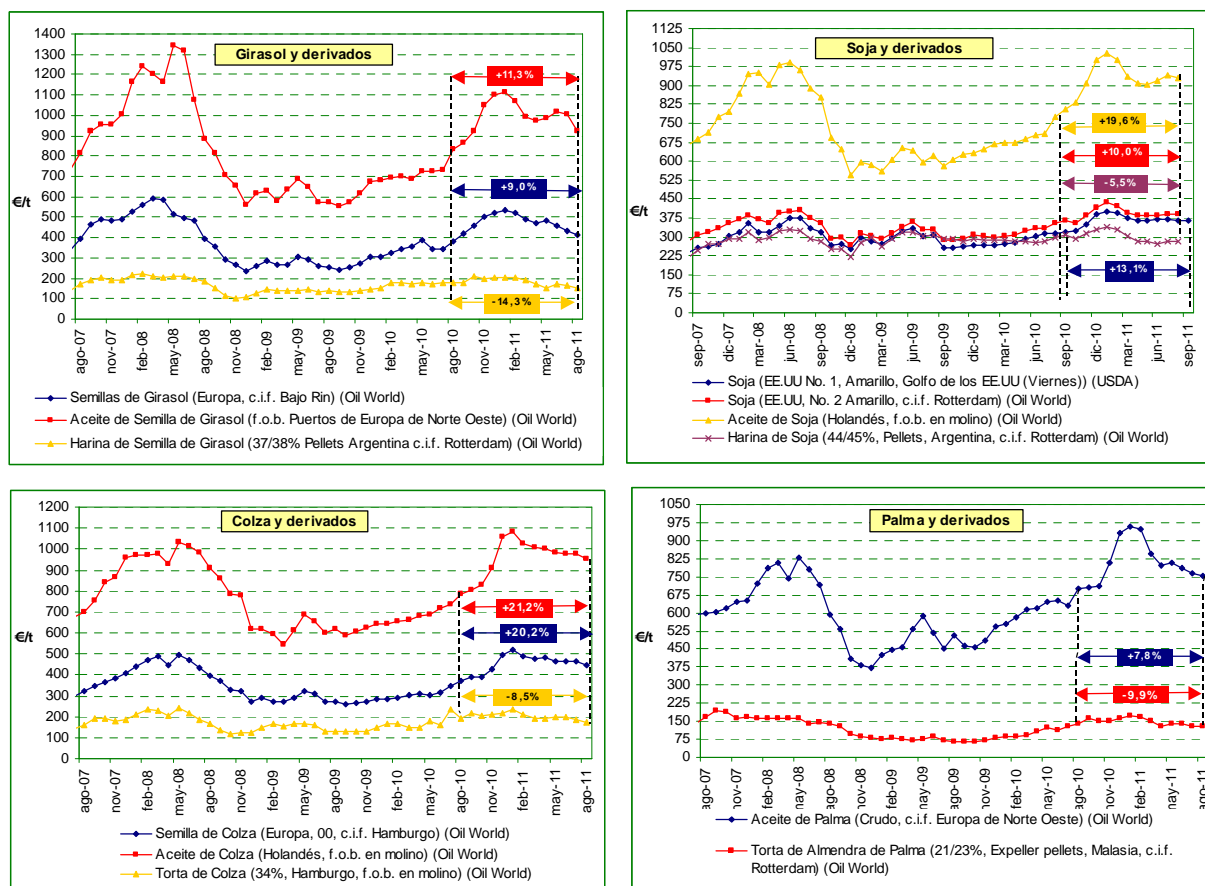 Girasol y derivados
€/t
1400
1300
1200
1100
1000
900
800
700
600
500
400
300
200
100
0
+11,3%
+9,0%
-14,3%
ago-07
nov-07
feb-08
may-08
ago-08
nov-08
feb-09
may-09
ago-09
nov-09
feb-10
may-10
ago-10
nov-10
feb-11
may-11
ago-11
Semillas de Girasol (Europa, c.i.f. Bajo Rin) (Oil World)
Aceite de Semilla de Girasol (f.o.b. Puertos de Europa de Norte Oeste) (Oil World)
Harina de Semilla de Girasol (37/38% Pellets Argentina c.i.f. Rotterdam) (Oil World)
Soja y derivados
€/t
1125
1050
975
900
825
750
675
600
525
450
375
300
225
150
75
0
+19,6%
+10,0%
-5,5%
+13,1%
sep-07
dic-07
mar-08
jun-08
sep-08
dic-08
mar-09
jun-09
sep-09
dic-09
mar-10
jun-10
sep-10
dic-10
mar-11
jun-11
sep-11
Soja (EE.UU No. 1, Amarillo, Golfo de los EE.UU (Viernes)) (USDA)
Soja (EE.UU, No. 2 Amarillo, c.i.f. Rotterdam) (Oil World)
Aceite de Soja (Holandés, f.o.b. en molino) (Oil World)
Harina de Soja (44/45%, Pellets, Argentina, c.i.f. Rotterdam) (Oil World)
Colza y derivados
€/t
1200
1100
1000
900
800
700
600
500
400
300
200
100
0
+21,2%
+20,2%
-8,5%
ago-07
nov-07
feb-08
may-08
ago-08
nov-08
feb-09
may-09
ago-09
nov-09
feb-10
may-10
ago-10
nov-10
feb-11
may-11
ago-11
Semilla de Colza (Europa, 00, c.i.f. Hamburgo) (Oil World)
Aceite de Colza (Holandés, f.o.b. en molino) (Oil World)
Torta de Colza (34%, Hamburgo, f.o.b. en molino) (Oil World)
Palma y derivados
€/t
1050
975
900
825
750
675
600
525
450
375
300
225
150
75
0
+7,8%
-9,9%
ago-07
nov-07
feb-08
may-08
ago-08
nov-08
feb-09
may-09
ago-09
nov-09
feb-10
may-10
ago-10
nov-10
feb-11
may-11
ago-11
Aceite de Palma (Crudo, c.i.f. Europa de Norte Oeste) (Oil World)
Torta de Almendra de Palma (21/23%, Expeller pellets, Malasia, c.i.f.
Rotterdam) (Oil World)